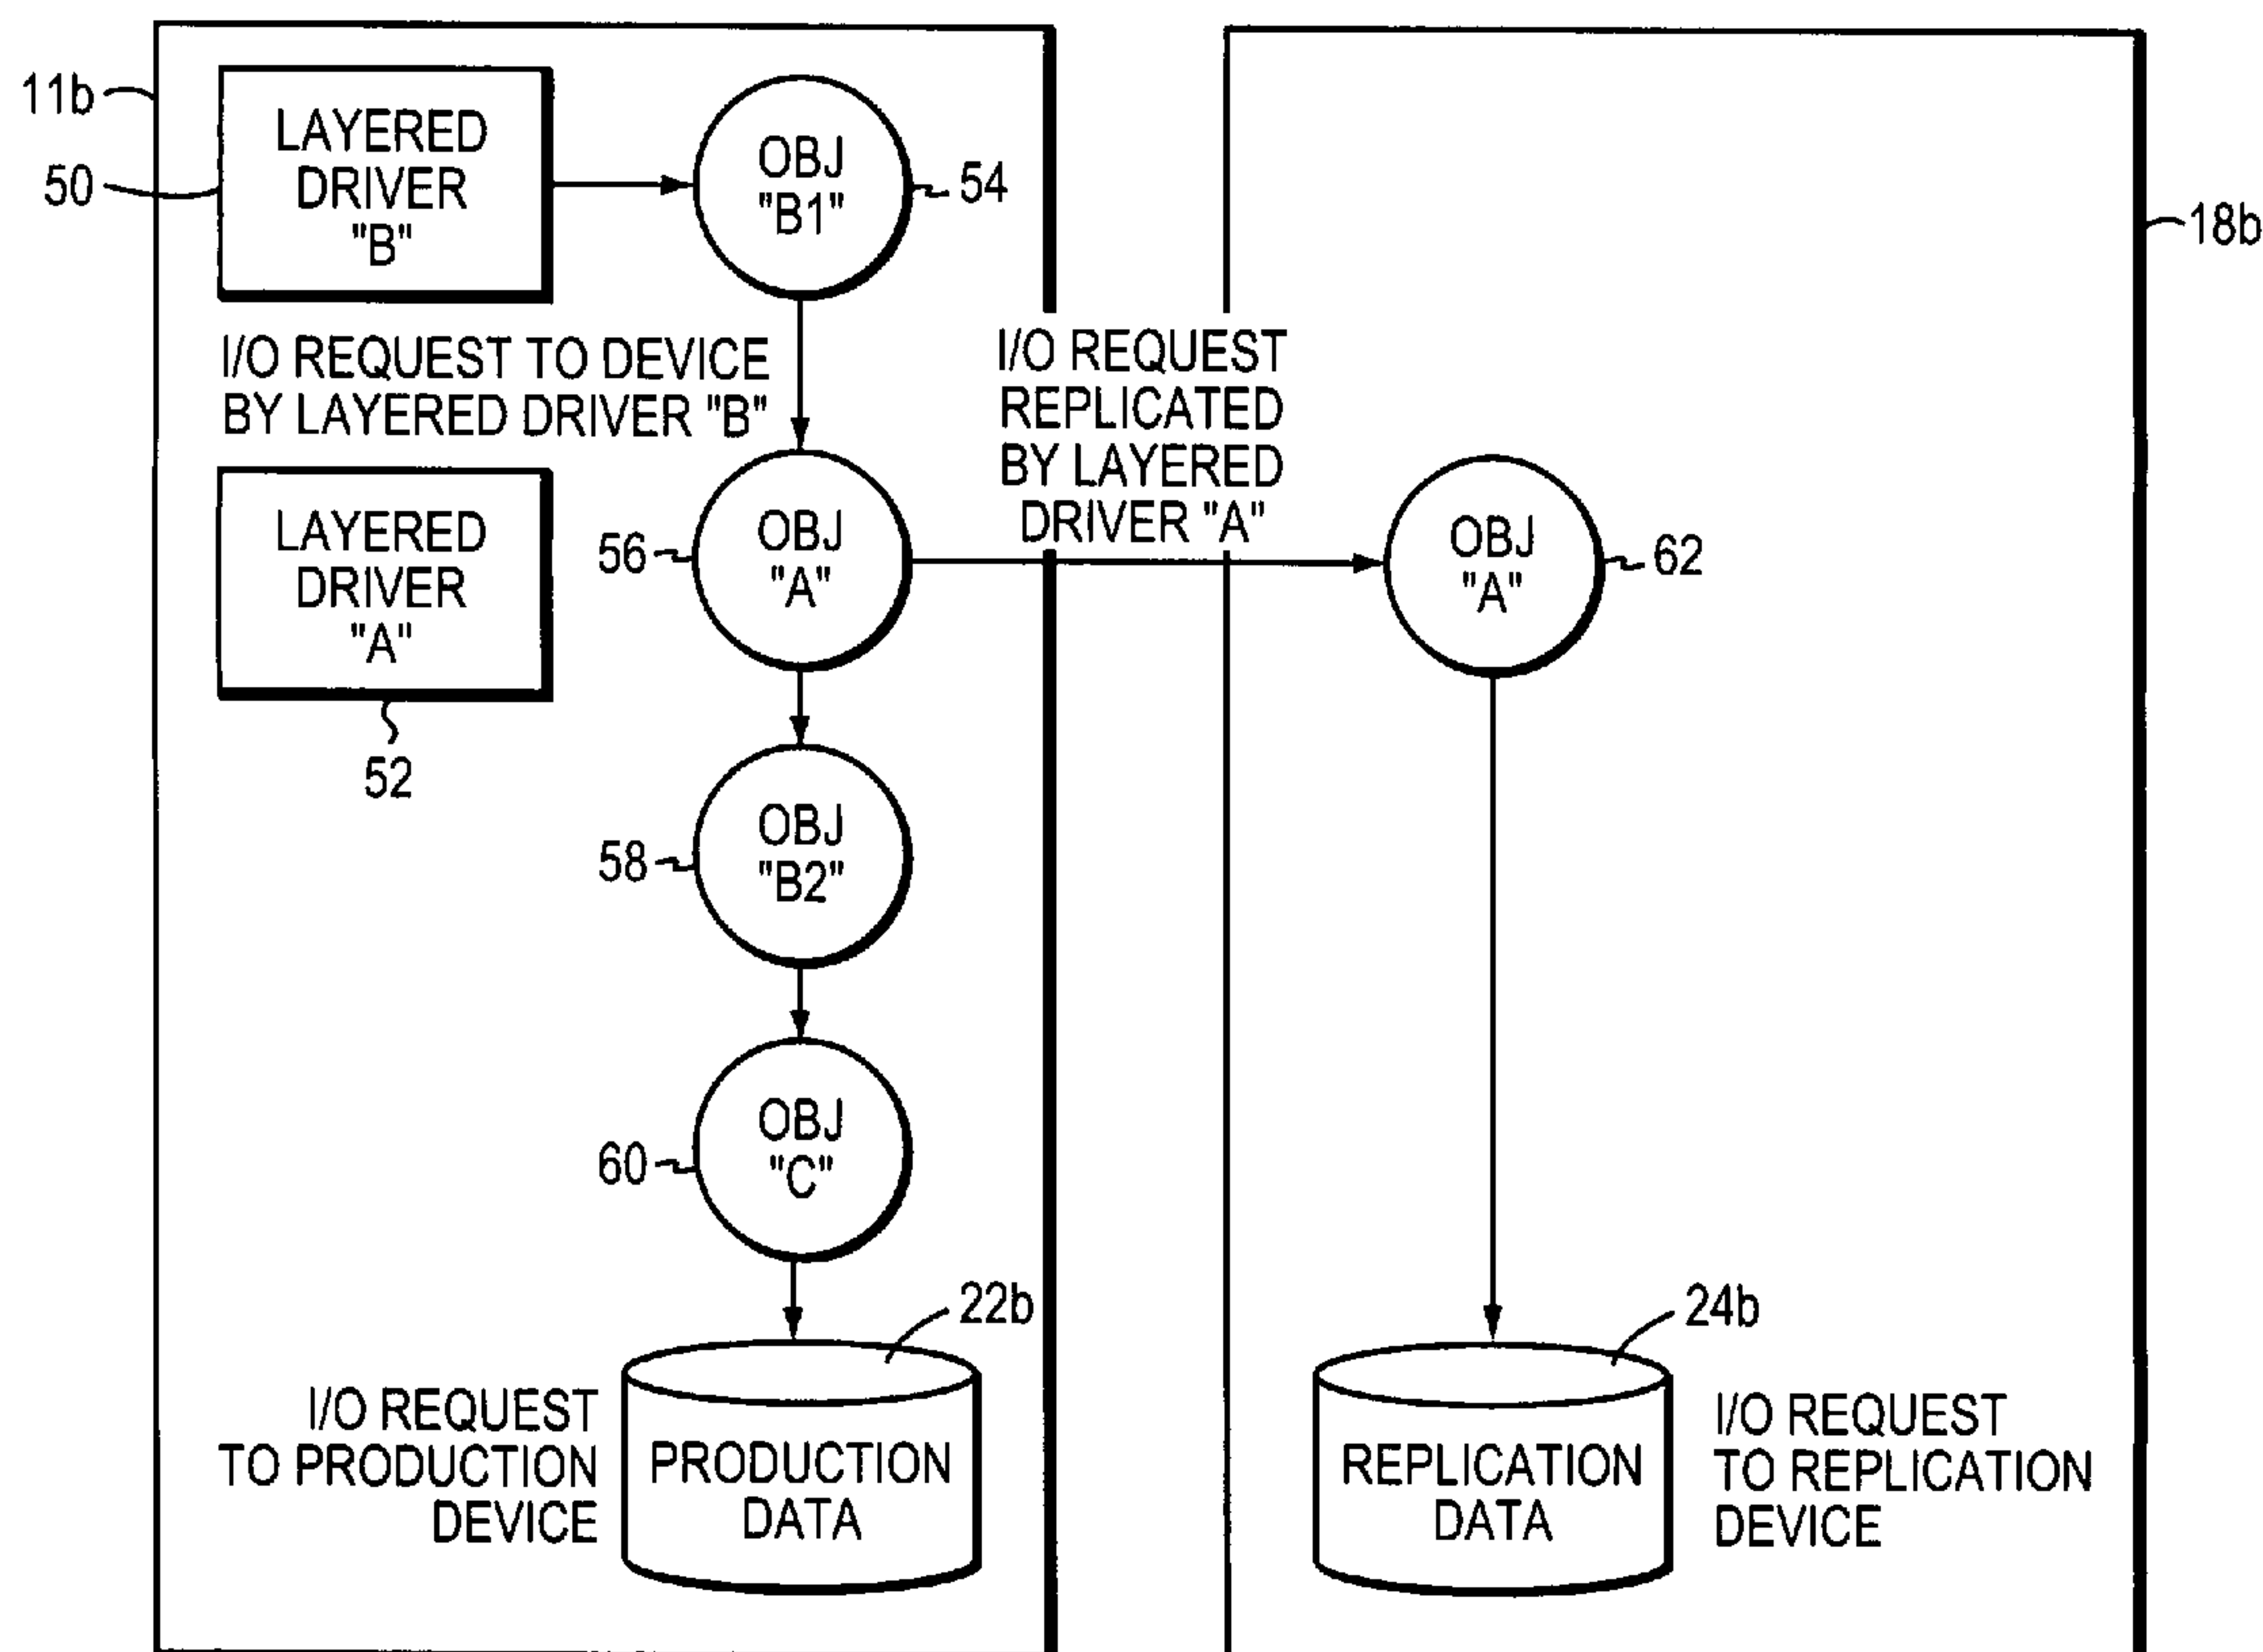 11b
50
LAYERED
DRIVER
"B"
OBJ
"B1"
54
18b
I/O REQUEST TO DEVICE
BY LAYERED DRIVER "B"
I/O REQUEST
REPLICATED
BY LAYERED
DRIVER "A"
LAYERED
DRIVER
"A"
52
56
OBJ
"A"
OBJ
"A"
62
58
OBJ
"B2"
60
OBJ
"C"
22b
24b
I/O REQUEST
TO PRODUCTION
DEVICE
PRODUCTION
DATA
REPLICATION
DATA
I/O REQUEST
TO REPLICATION
DEVICE